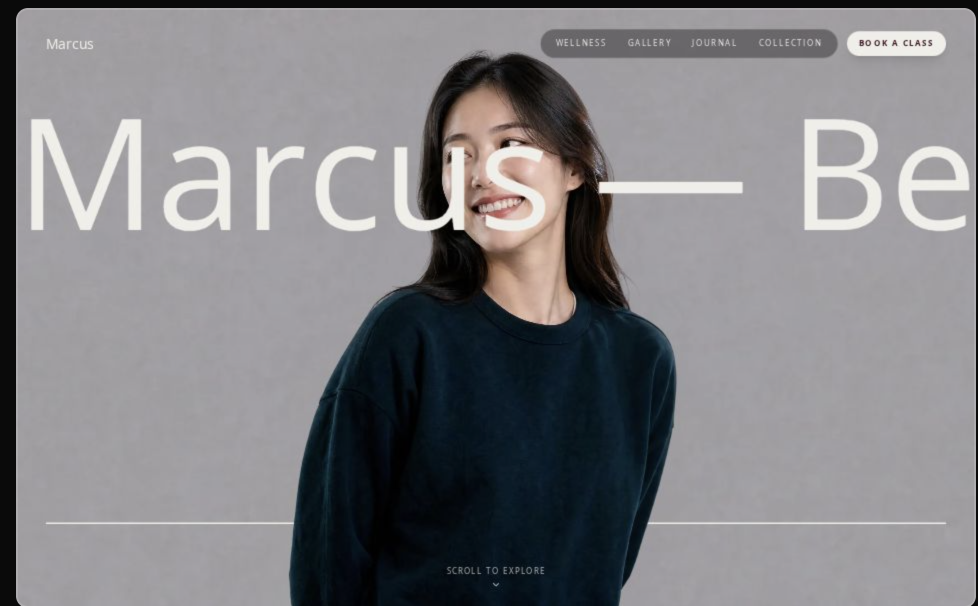 Marcus
WELLNESS GALLERY JOURNAL COLLECTION BOOK A CLASS
Marcus — Be
SCROLL TO EXPLORE